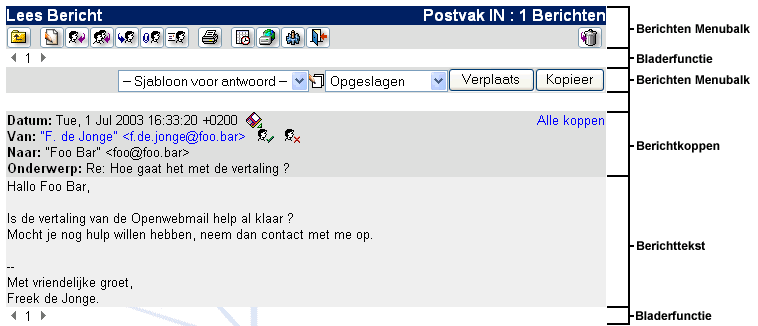 Lees Bericht Postvak IN : 1 Berichten
Berichten Menubalk
1
Bladerfunctie
-- Sjabloon voor antwoord -- Opgeslagen Verplaats Kopieer
Berichten Menubalk
Datum: Tue, 1 Jul 2003 16:33:20 +0200 Alle koppen
Van: "F. de Jonge" <f.de.jonge@foo.bar>
Naar: "Foo Bar" <foo@foo.bar>
Onderwerp: Re: Hoe gaat het met de vertaling ?
Berichtkoppen
Hallo Foo Bar,
Is de vertaling van de Openwebmail help al klaar ?
Mocht je nog hulp willen hebben, neem dan contact met me op.
--
Met vriendelijke groet,
Freek de Jonge.
Berichttekst
1
Bladerfunctie